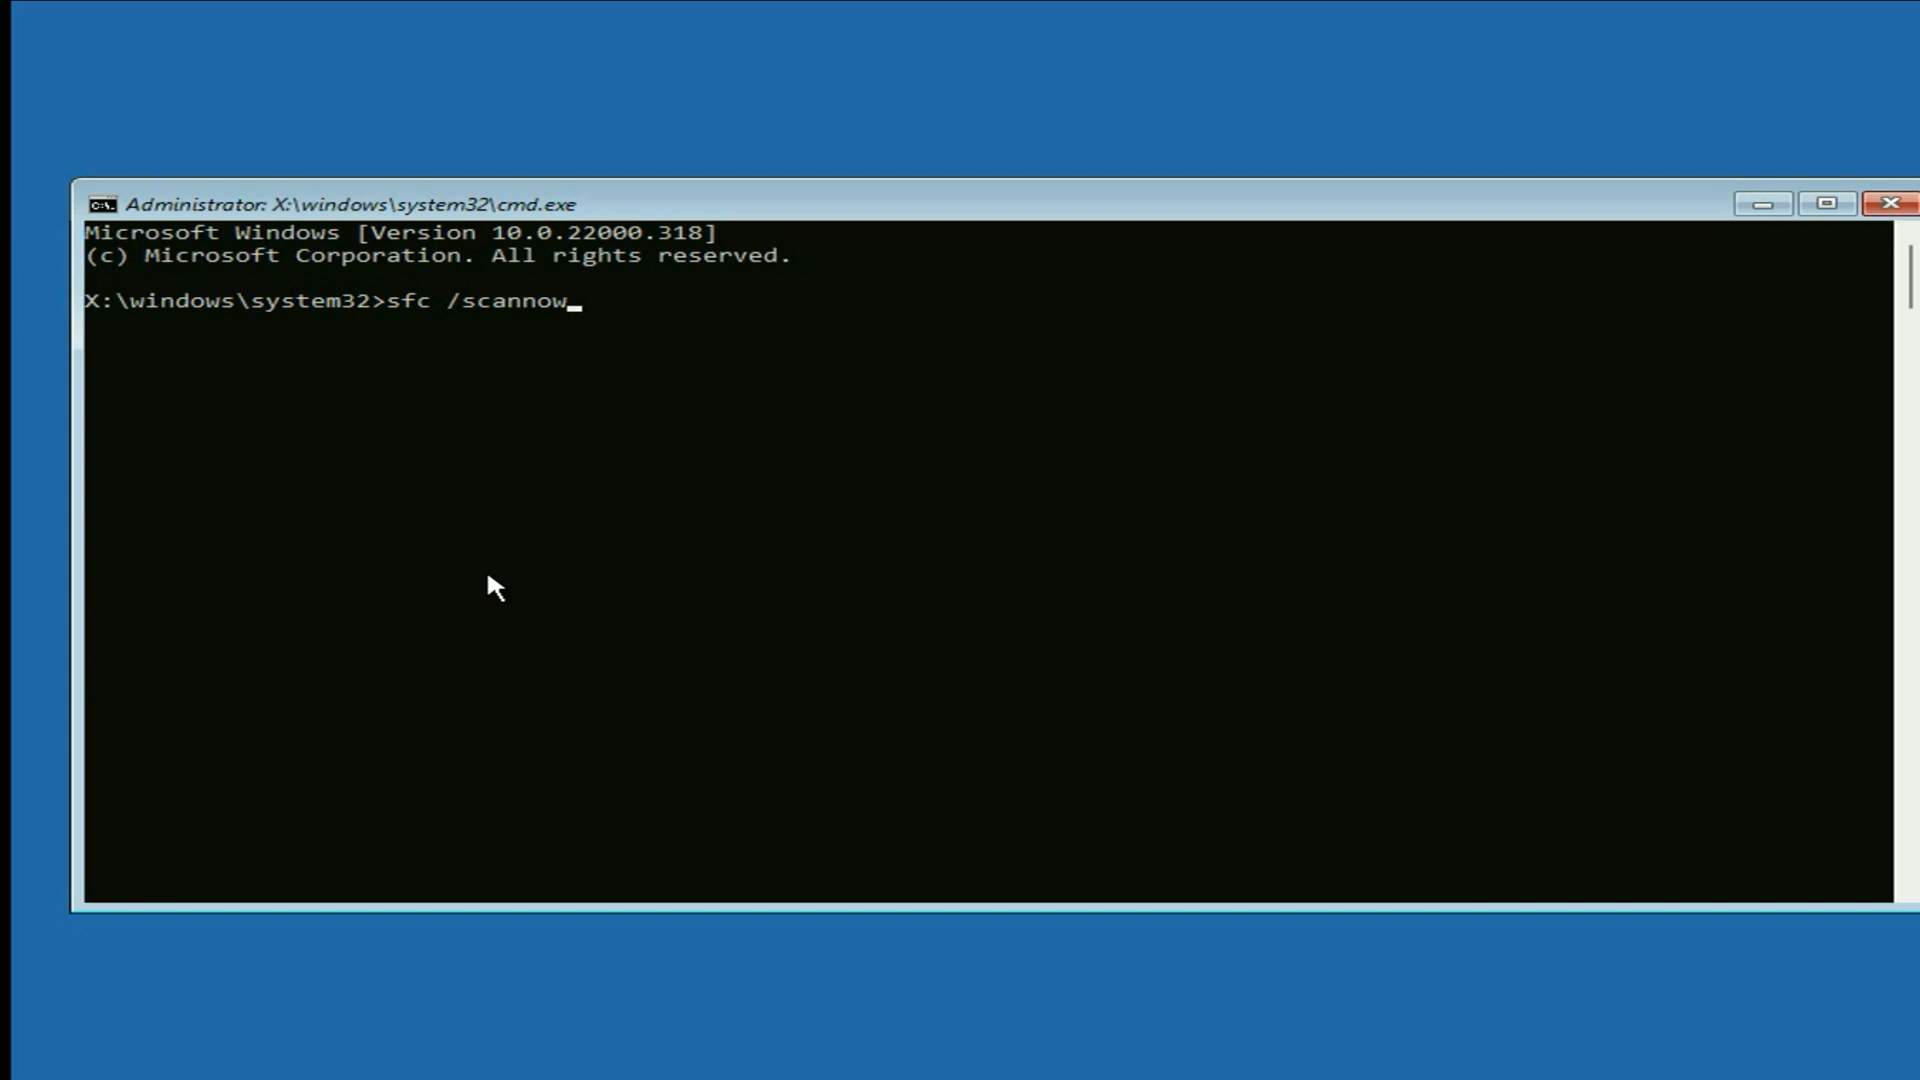 Administrator: X:\windows\system32\cmd.exe
Microsoft Windows [Version 10.0.22000.318]
(c) Microsoft Corporation. All rights reserved.
X:\windows\system32>sfc /scannow